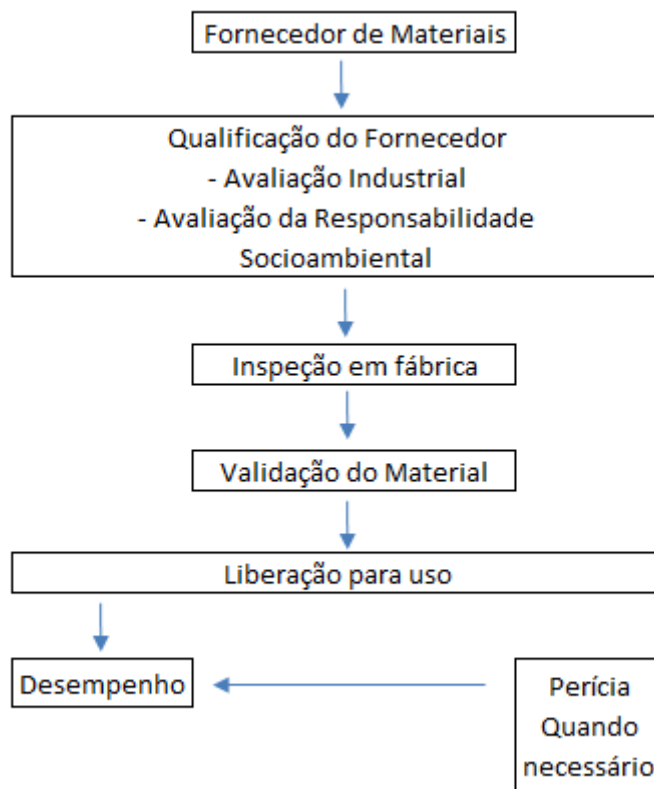 Fornecedor de Materiais
Qualificação do Fornecedor
- Avaliação Industrial
- Avaliação da Responsabilidade
Socioambiental
Inspeção em fábrica
Validação do Material
Liberação para uso
Desempenho
Perícia
Quando
necessário